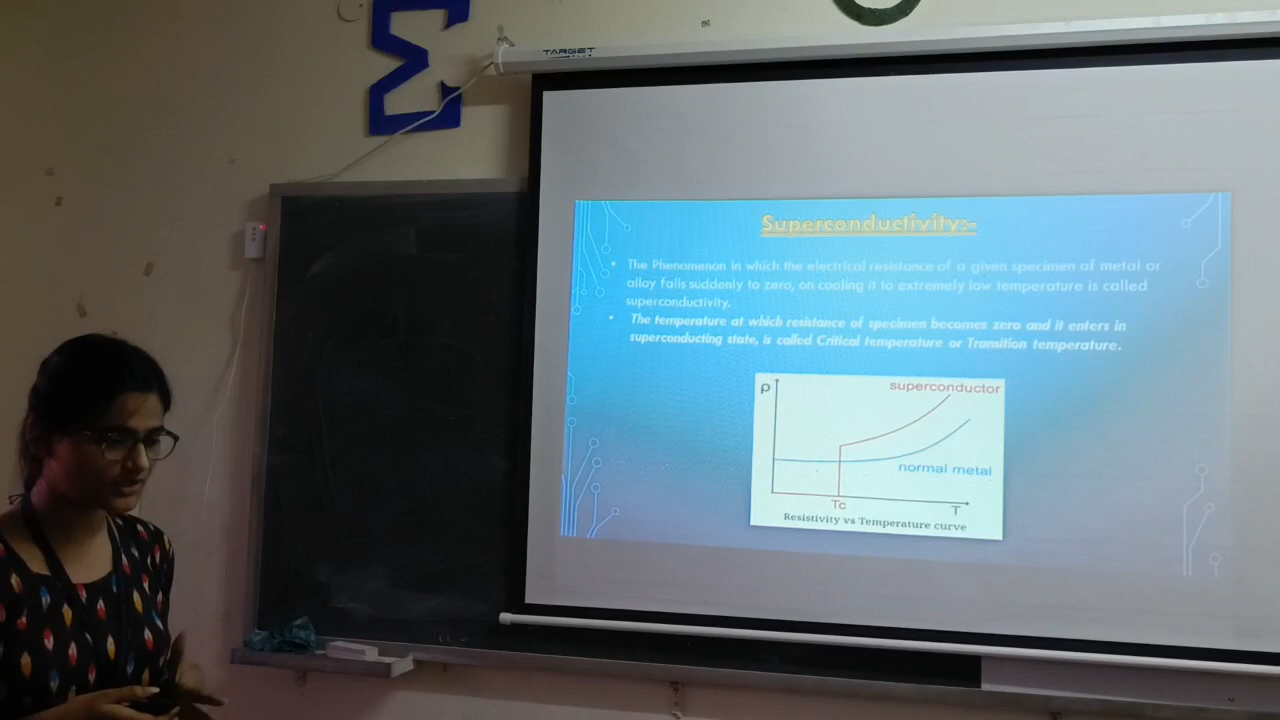 Σ
TARGET
Superconductivity:-
• The Phenomenon in which the electrical resistance of a given specimen of metal or
alloy falls suddenly to zero, on cooling it to extremely low temperature is called
superconductivity.
• The temperature at which resistance of specimen becomes zero and it enters in
superconducting state, is called Critical temperature or Transition temperature.
ρ
superconductor
normal metal
Tc
T
Resistivity vs Temperature curve